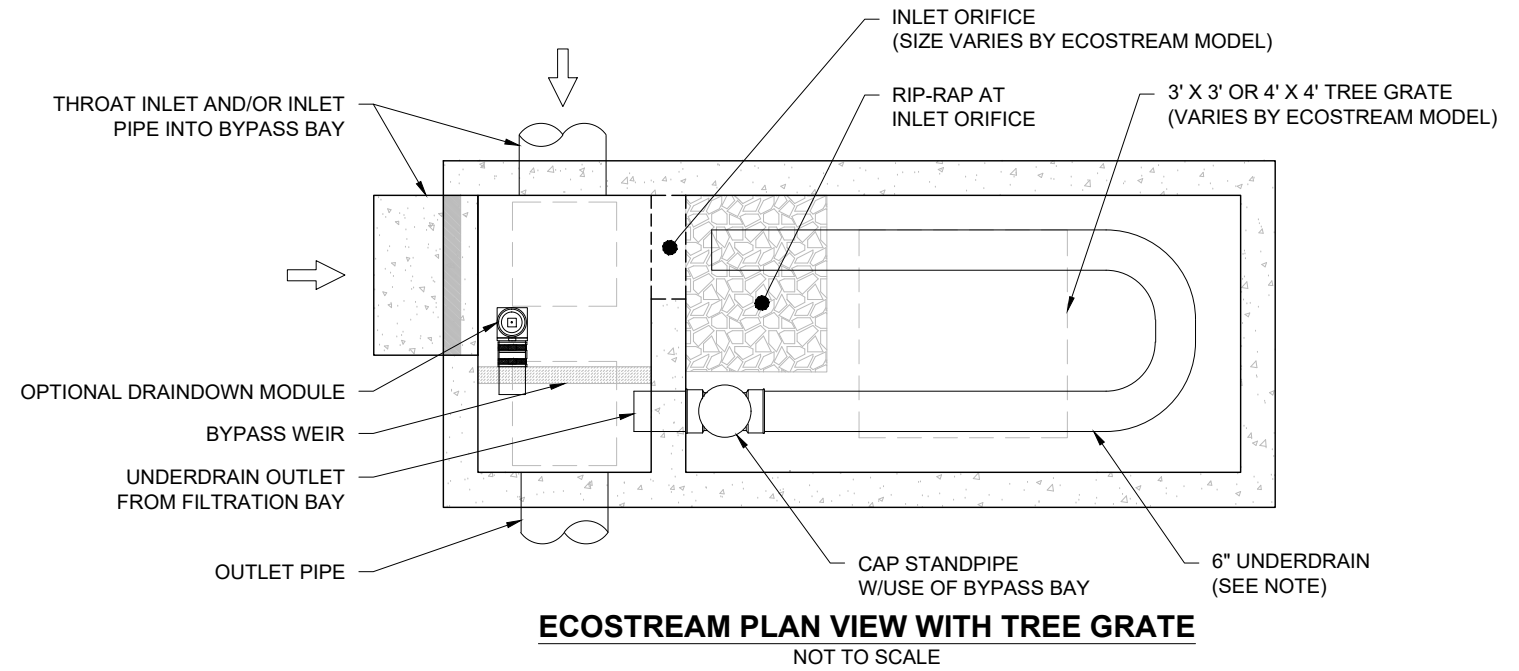 INLET ORIFICE
(SIZE VARIES BY ECOSTREAM MODEL)
THROAT INLET AND/OR INLET
PIPE INTO BYPASS BAY
RIP-RAP AT
INLET ORIFICE
3' X 3' OR 4' X 4' TREE GRATE
(VARIES BY ECOSTREAM MODEL)
OPTIONAL DRAINDOWN MODULE
BYPASS WEIR
UNDERDRAIN OUTLET
FROM FILTRATION BAY
OUTLET PIPE
CAP STANDPIPE
W/USE OF BYPASS BAY
6" UNDERDRAIN
(SEE NOTE)
ECOSTREAM PLAN VIEW WITH TREE GRATE
NOT TO SCALE